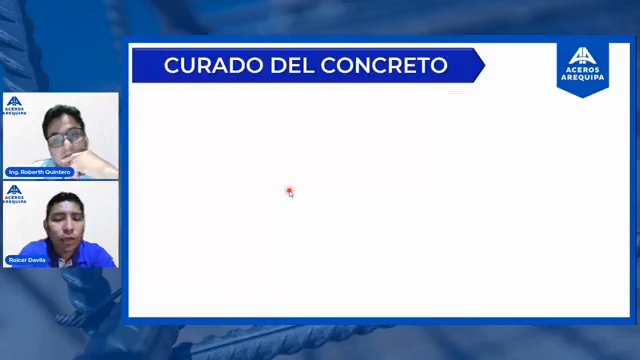 CURADO DEL CONCRETO
ACEROS
AREQUIPA
ACEROS
AREQUIPA
Ing. Roberth Quintero
ACEROS
AREQUIPA
Roicer Davila